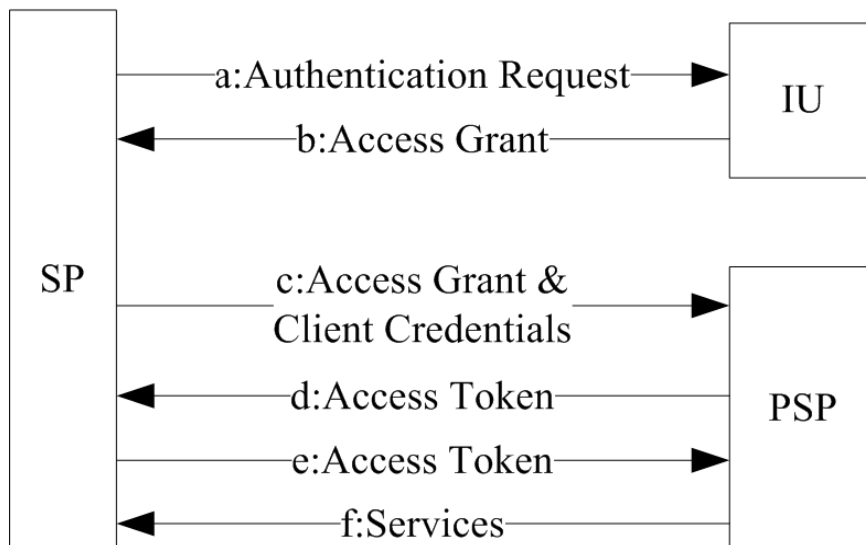 a:Authentication Request
IU
b:Access Grant
SP
c:Access Grant &
Client Credentials
d:Access Token
PSP
e:Access Token
f:Services